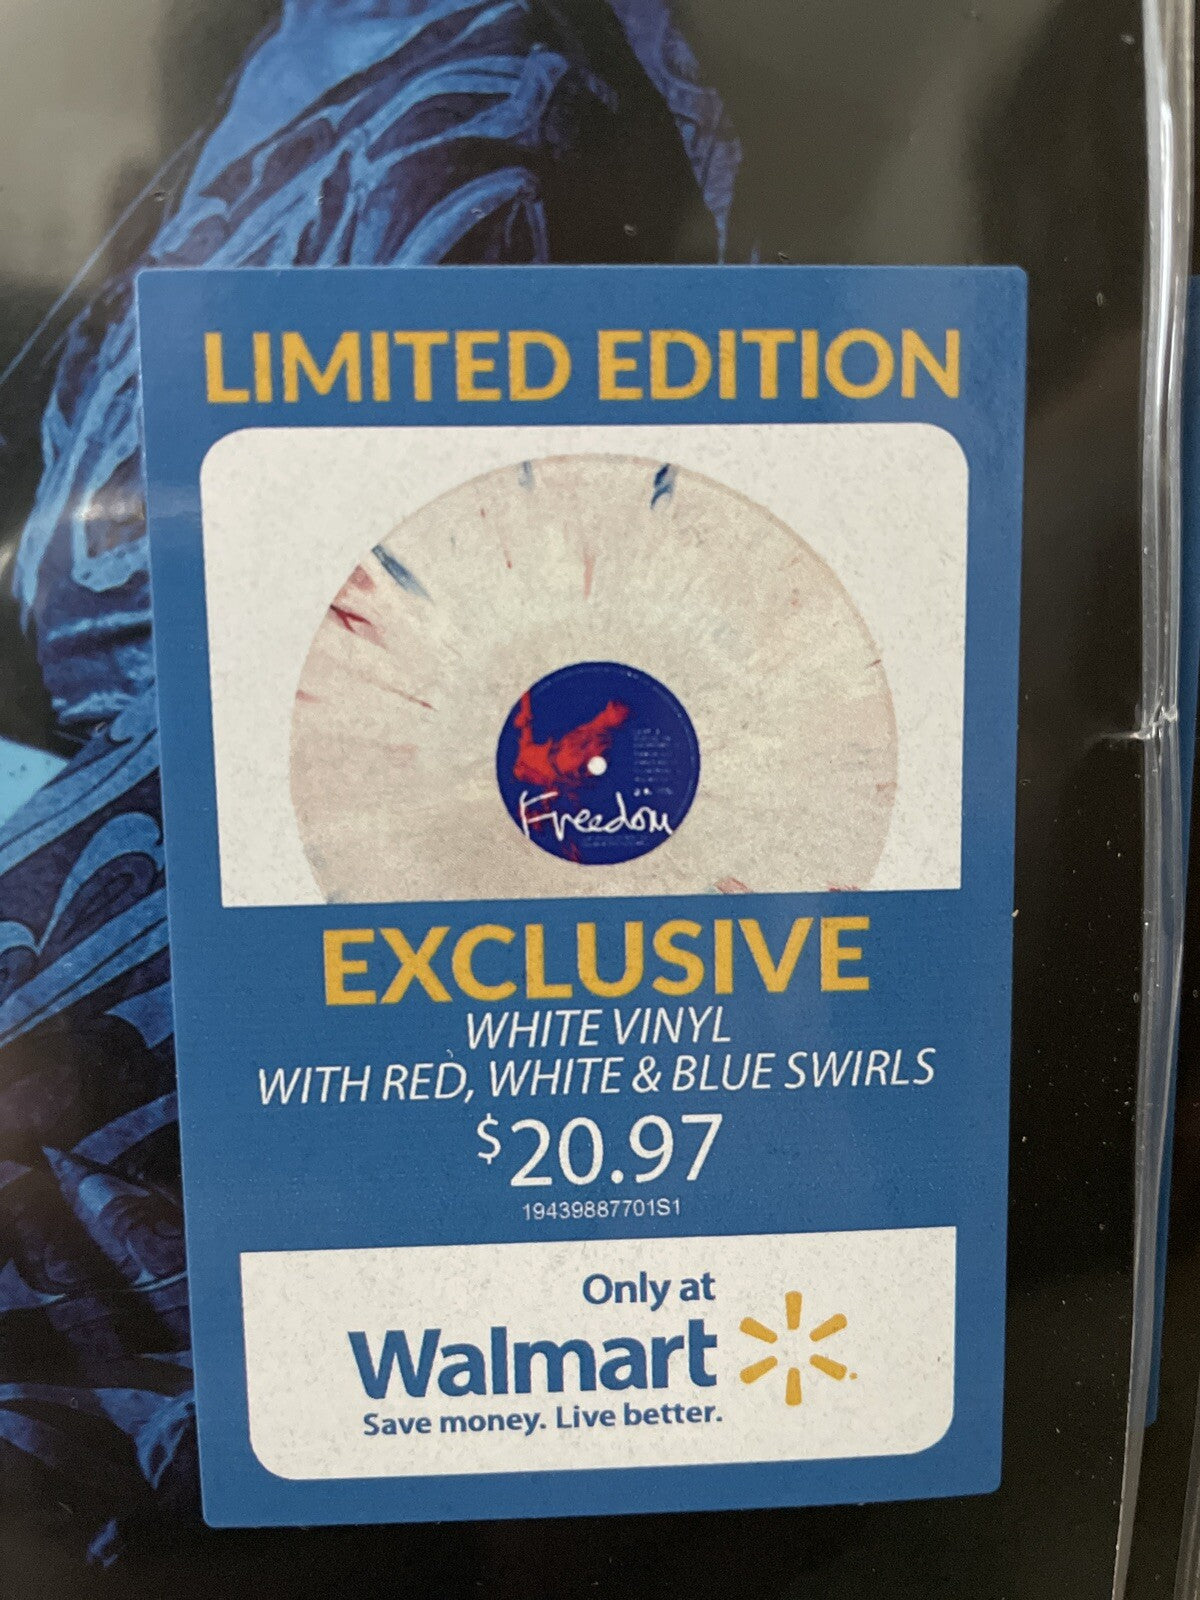 LIMITED EDITION
Freedom
EXCLUSIVE
WHITE VINYL
WITH RED, WHITE & BLUE SWIRLS
$20.97
19439887701S1
Only at
Walmart
Save money. Live better.